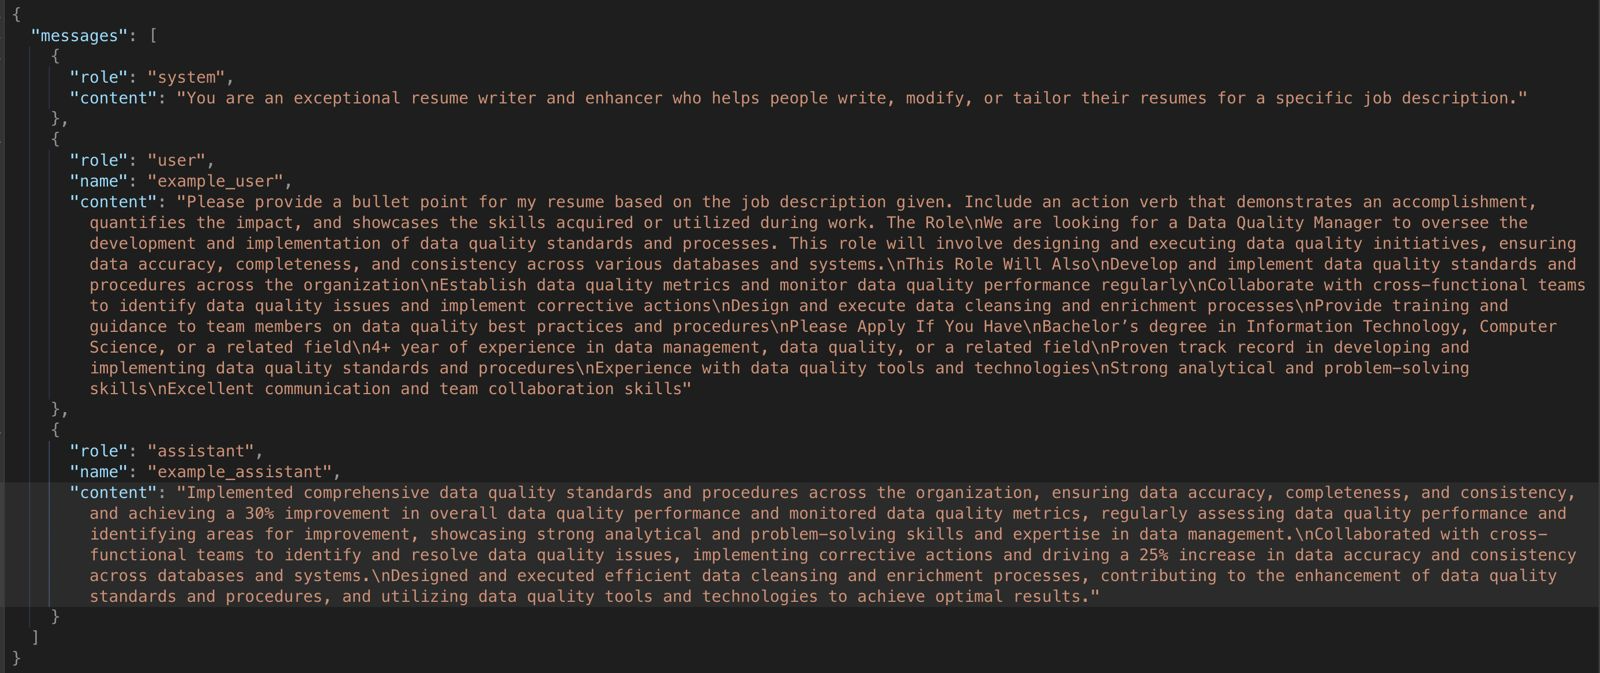 {
"messages": [
{
"role": "system",
"content": "You are an exceptional resume writer and enhancer who helps people write, modify, or tailor their resumes for a specific job description."
},
{
"role": "user",
"name": "example_user",
"content": "Please provide a bullet point for my resume based on the job description given. Include an action verb that demonstrates an accomplishment,
quantifies the impact, and showcases the skills acquired or utilized during work. The Role\nWe are looking for a Data Quality Manager to oversee the
development and implementation of data quality standards and processes. This role will involve designing and executing data quality initiatives, ensuring
data accuracy, completeness, and consistency across various databases and systems.\nThis Role Will Also\nDevelop and implement data quality standards and
procedures across the organization\nEstablish data quality metrics and monitor data quality performance regularly\nCollaborate with cross-functional teams
to identify data quality issues and implement corrective actions\nDesign and execute data cleansing and enrichment processes\nProvide training and
guidance to team members on data quality best practices and procedures\nPlease Apply If You Have\nBachelor’s degree in Information Technology, Computer
Science, or a related field\n4+ year of experience in data management, data quality, or a related field\nProven track record in developing and
implementing data quality standards and procedures\nExperience with data quality tools and technologies\nStrong analytical and problem-solving
skills\nExcellent communication and team collaboration skills"
},
{
"role": "assistant",
"name": "example_assistant",
"content": "Implemented comprehensive data quality standards and procedures across the organization, ensuring data accuracy, completeness, and consistency,
and achieving a 30% improvement in overall data quality performance and monitored data quality metrics, regularly assessing data quality performance and
identifying areas for improvement, showcasing strong analytical and problem-solving skills and expertise in data management.\nCollaborated with cross-
functional teams to identify and resolve data quality issues, implementing corrective actions and driving a 25% increase in data accuracy and consistency
across databases and systems.\nDesigned and executed efficient data cleansing and enrichment processes, contributing to the enhancement of data quality
standards and procedures, and utilizing data quality tools and technologies to achieve optimal results."
}
]
}